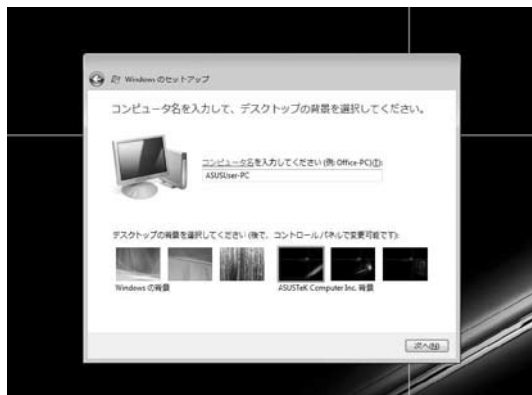 Windows のセットアップ
コンピュータ名を入力して、デスクトップの背景を選択してください。
コンピュータ名を入力してください (例: Office-PC)(T):
ASUSUser-PC
デスクトップの背景を選択してください (後で、コントロール パネルで変更可能です):
Windows の背景
ASUSTeK Computer Inc. 背景
次へ(N)